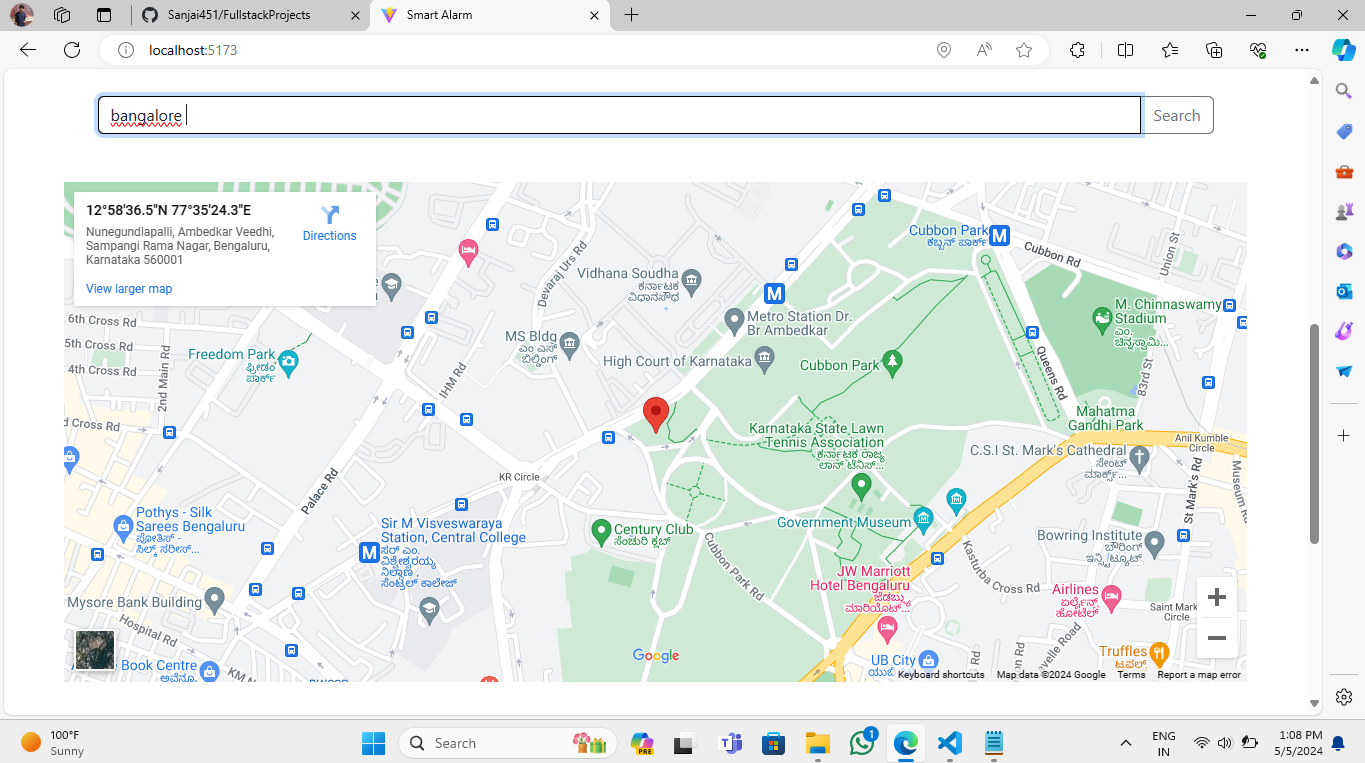 Sanjai451/FullstackProjects
Smart Alarm
localhost:5173
bangalore
Search
12°58'36.5"N 77°35'24.3"E
Nunegundlapalli, Ambedkar Veedhi,
Sampangi Rama Nagar, Bengaluru,
Karnataka 560001
Directions
View larger map
Cubbon Park
ಕಬ್ಬನ್ ಪಾರ್ಕ್
Cubbon Rd
Union St
Devaraj Urs Rd
Vidhana Soudha
ಕರ್ನಾಟಕ
ವಿಧಾನಸೌಧ
M. Chinnaswamy
Stadium
ಎಂ.
ಚಿನ್ನಸ್ವಾಮಿ...
Metro Station Dr.
Br Ambedkar
6th Cross Rd
5th Cross Rd
4th Cross Rd
2nd Main Rd
MS Bldg
ಎಂ ಎಸ್
ಬಿಲ್ಡಿಂಗ್
Freedom Park
ಫ್ರೀಡಂ
ಪಾರ್ಕ್
High Court of Karnataka
Cubbon Park
IHM Rd
Queens Rd
83rd St
Mahatma
Gandhi Park
d Cross Rd
Karnataka State Lawn
Tennis Association
ಕರ್ನಾಟಕ ರಾಜ್ಯ
ಲಾನ್ ಟೆನಿಸ್...
Anil Kumble
Circle
C.S.I St. Mark's Cathedral
ಸೇಂಟ್
ಮಾರ್ಕ್ಸ್...
KR Circle
Palace Rd
St Mark's Rd
Museum Rd
Pothys - Silk
Sarees Bengaluru
ಪೋತಿಸ್ -
ಸಿಲ್ಕ್ ಸರೀಸ್...
Sir M Visveswaraya
Station, Central College
ಸರ್ ಎಂ.
ವಿಶ್ವೇಶ್ವರಯ್ಯ
ನಿಲ್ದಾಣ,
ಸೆಂಟ್ರಲ್ ಕಾಲೇಜ್
Century Club
ಸೆಂಚುರಿ ಕ್ಲಬ್
Government Museum
Bowring Institute
ಬೌರಿಂಗ್
ಇನ್ಸ್ಟಿಟ್ಯೂಟ್
Cubbon Park Rd
Kasturba Cross Rd
JW Marriott
Hotel Bengaluru
ಜೆಡಬ್ಲ್ಯು
ಮಾರಿಯೊಟ್...
Airlines
ಏರ್ಲೈನ್ಸ್
ಹೋಟೆಲ್
Mysore Bank Building
Hospital Rd
Saint Mark
Circle
Book Centre
KM N
Google
UB City
velle Road
Truffles
ಟ್ರಫಲ್ಸ್
Keyboard shortcuts
Map data ©2024 Google
Terms
Report a map error
100°F
Sunny
Search
PRE
1
ENG
IN
1:08 PM
5/5/2024